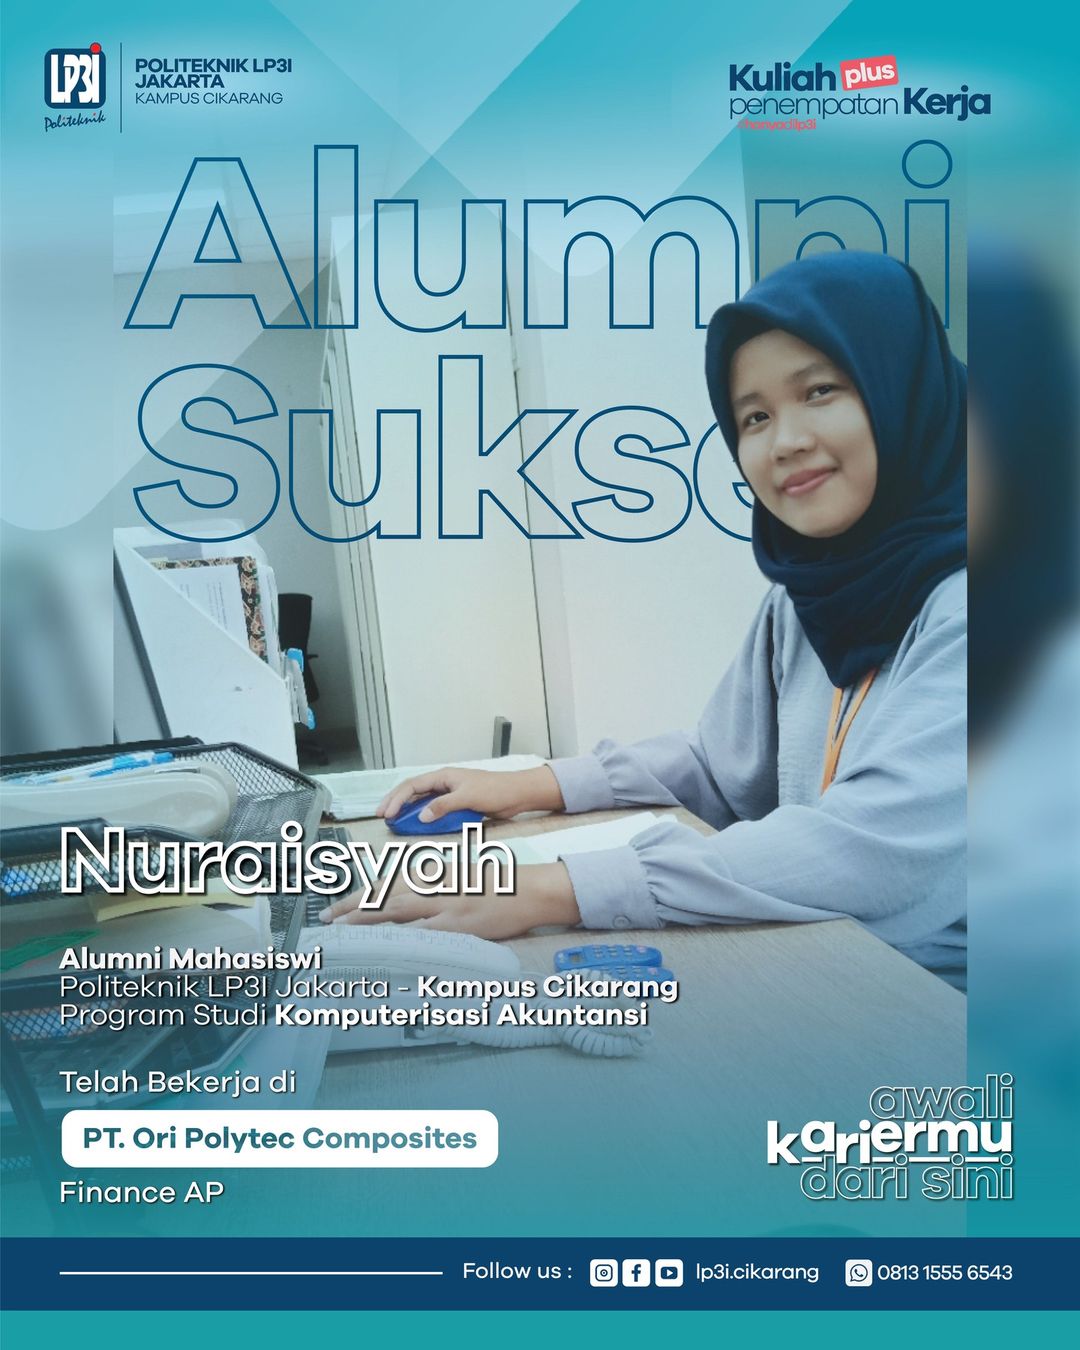 LP3I
Politeknik
POLITEKNIK LP3I
JAKARTA
KAMPUS CIKARANG
Kuliah plus
penempatan Kerja
#hanyadilp3i
Alumni
Sukse
Nuraisyah
Alumni Mahasiswi
Politeknik LP3I Jakarta - Kampus Cikarang
Program Studi Komputerisasi Akuntansi
Telah Bekerja di
PT. Ori Polytec Composites
Finance AP
awali
kariermu
dari sini
Follow us : lp3i.cikarang 0813 1555 6543